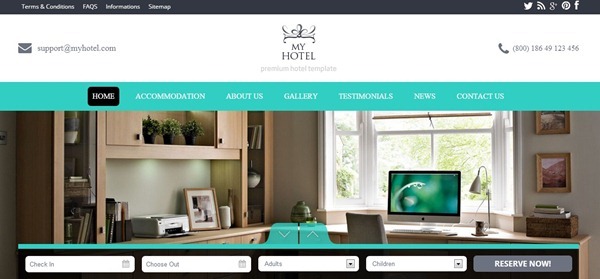 Terms & Conditions FAQS Informations Sitemap
support@myhotel.com
MY
HOTEL
premium hotel template
(800) 186 49 123 456
HOME ACCOMMODATION ABOUT US GALLERY TESTIMONIALS NEWS CONTACT US
Check In Choose Out Adults Children RESERVE NOW!